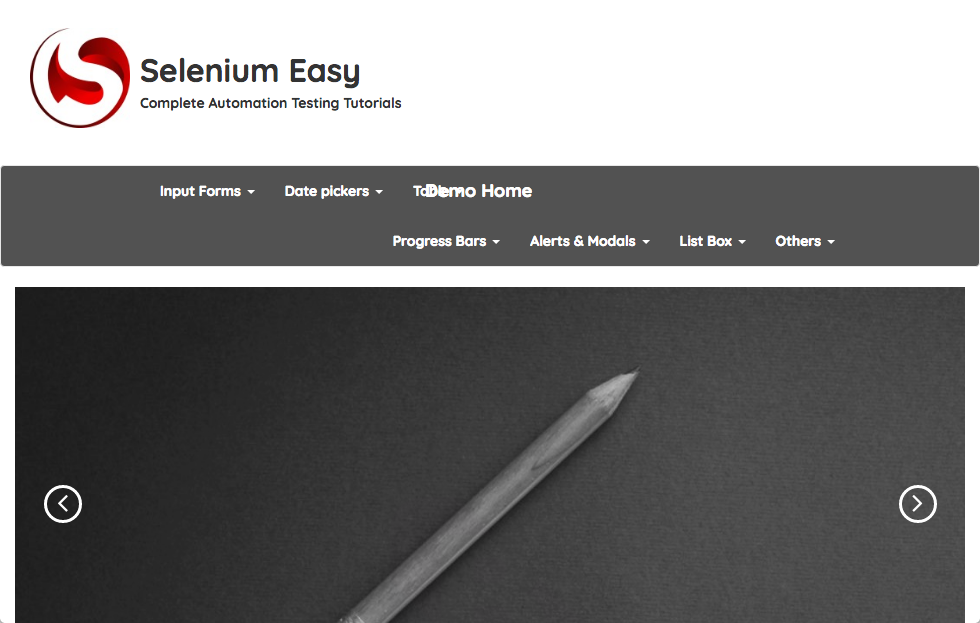 Selenium Easy
Complete Automation Testing Tutorials
Input Forms Date pickers Demo Home
Progress Bars Alerts & Modals List Box Others